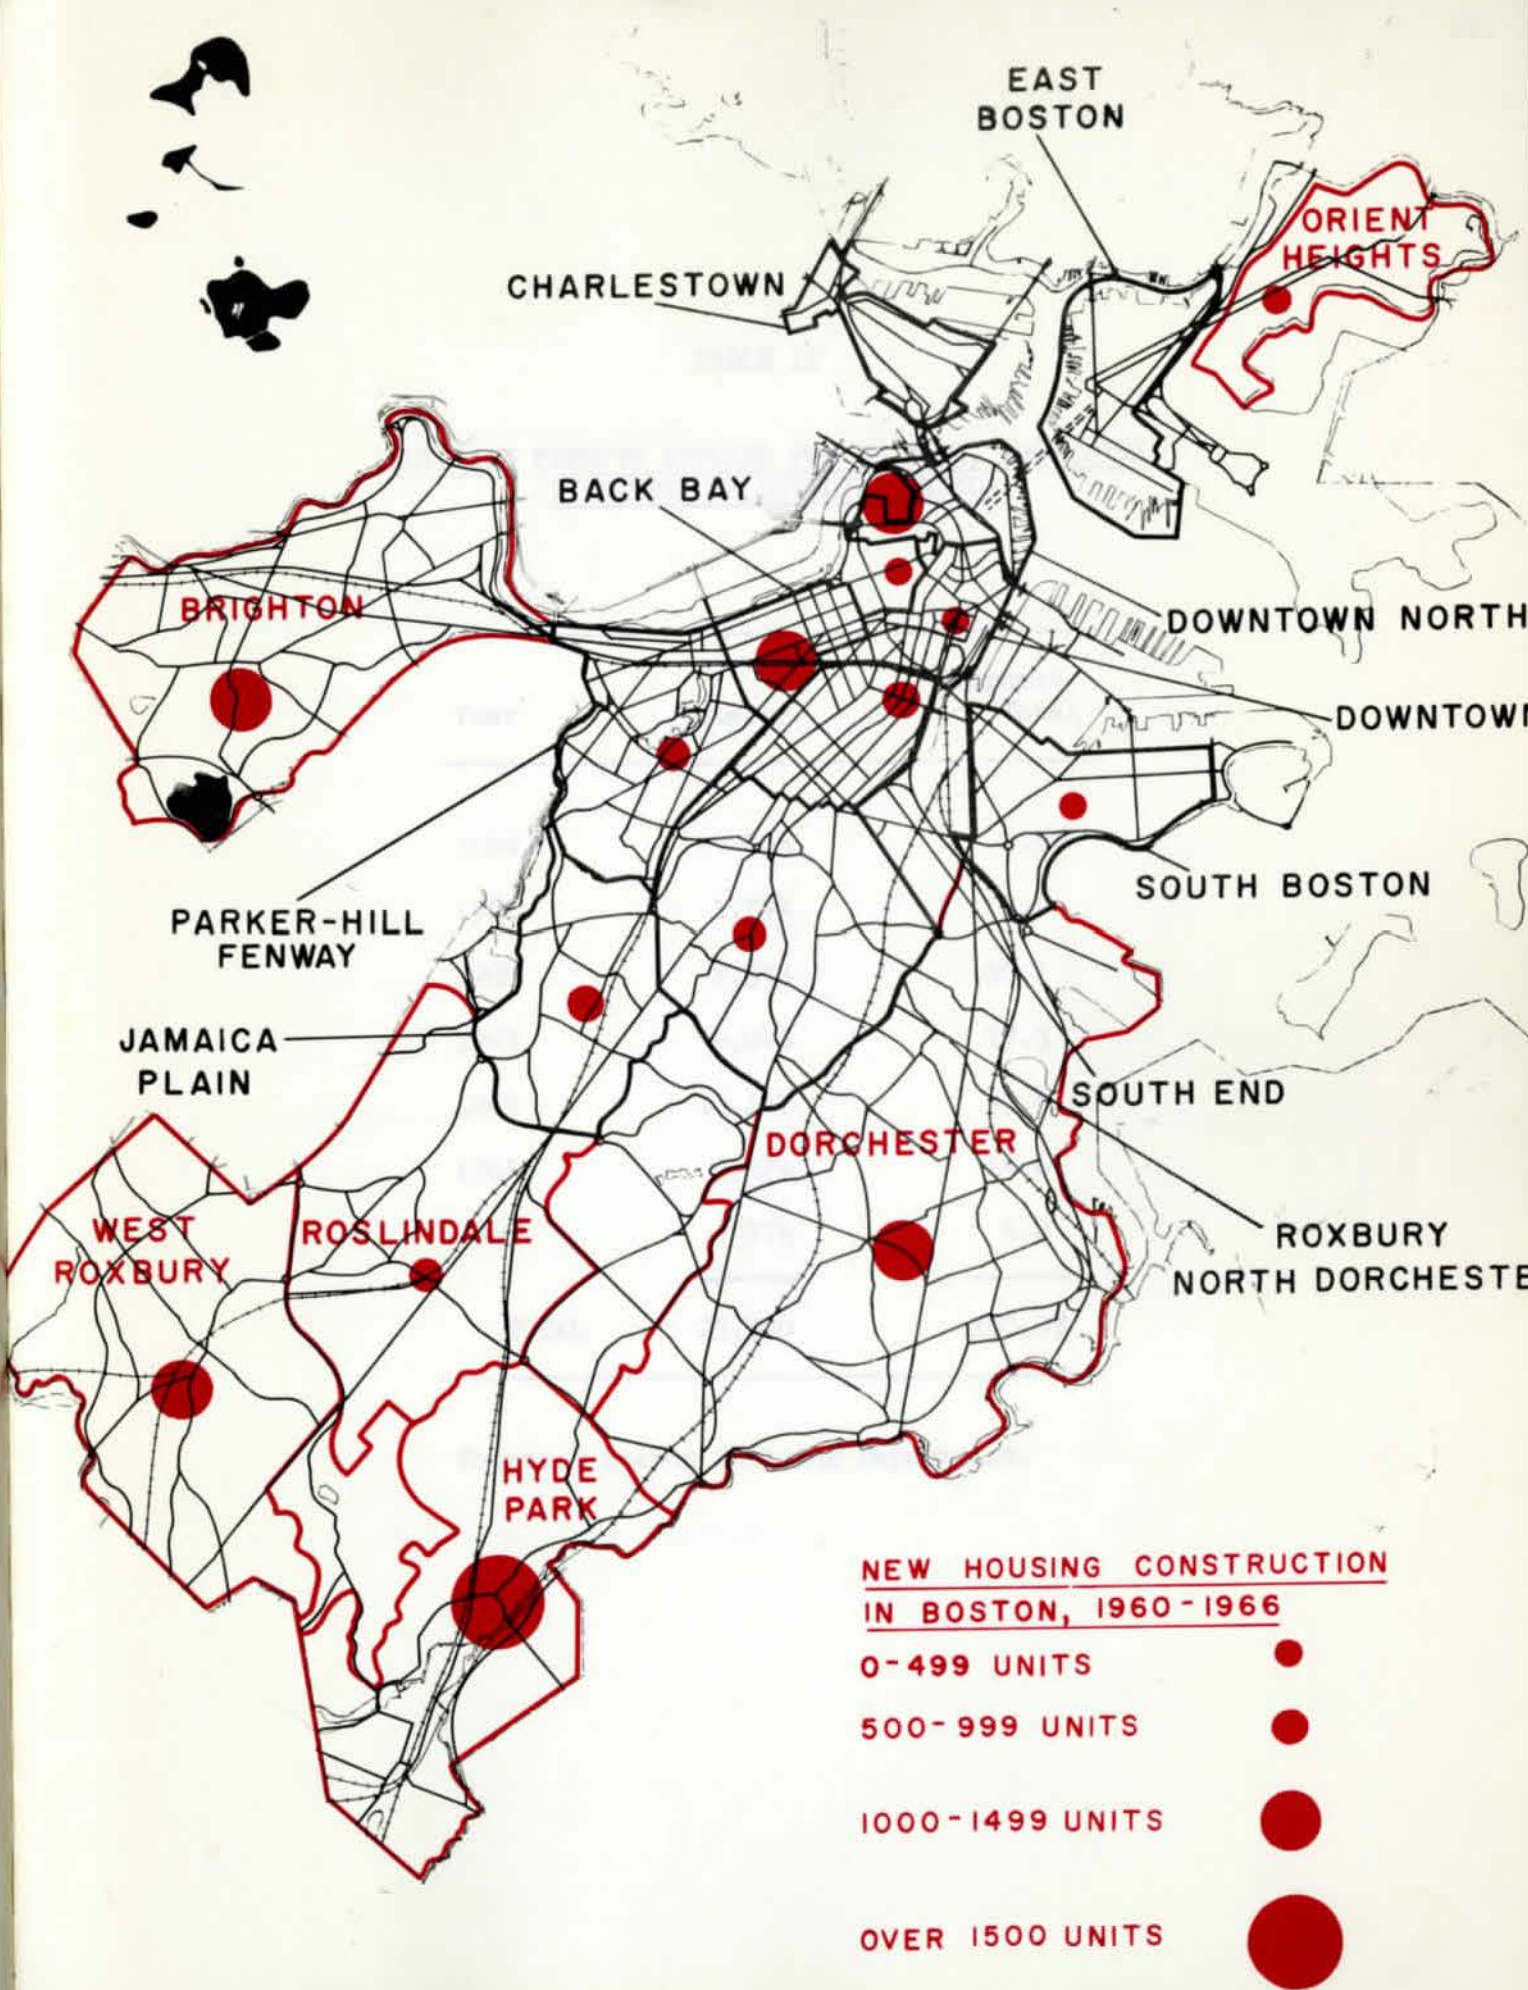 EAST
BOSTON
ORIENT
HEIGHTS
CHARLESTOWN
BACK BAY
BRIGHTON
DOWNTOWN NORTH
DOWNTOWN
SOUTH BOSTON
PARKER-HILL
FENWAY
JAMAICA
PLAIN
SOUTH END
DORCHESTER
WEST
ROXBURY
ROSLINDALE
ROXBURY
NORTH DORCHESTE
HYDE
PARK
NEW HOUSING CONSTRUCTION
IN BOSTON, 1960-1966
0-499 UNITS
500-999 UNITS
1000-1499 UNITS
OVER 1500 UNITS